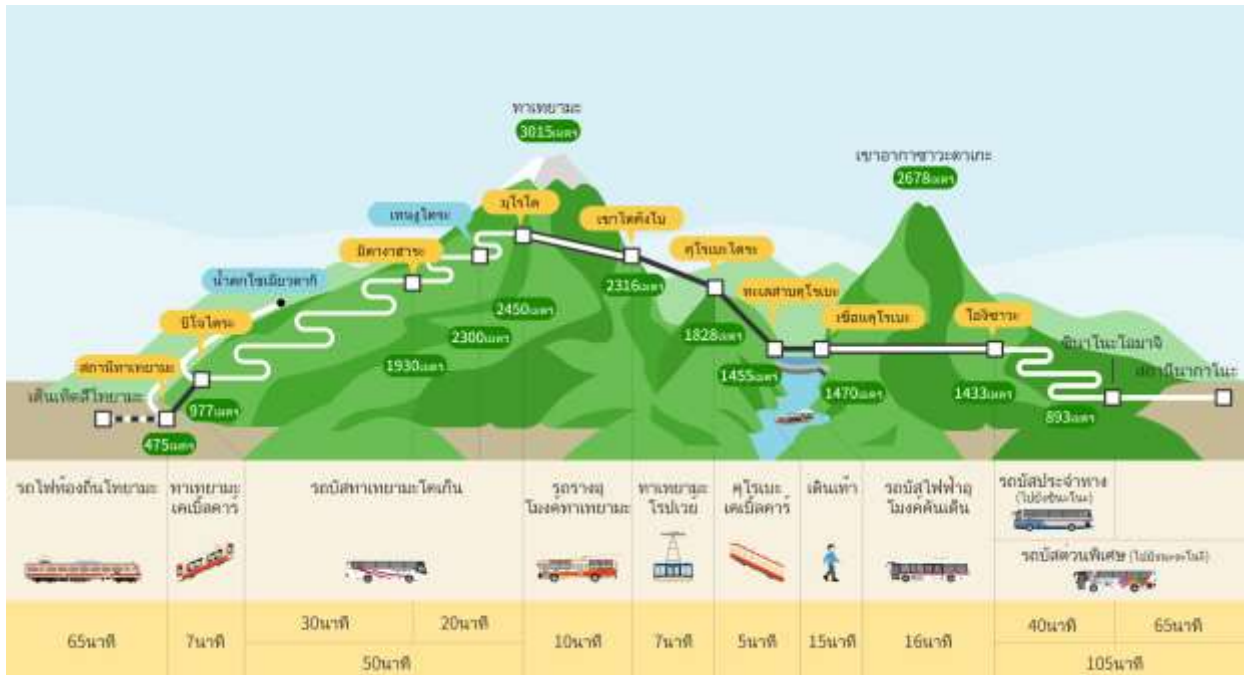 ทาเทยามะ
3015เมตร
เขาอากาซาวะดาเกะ
2678เมตร
เทนงูไดระ
มุโรโด
มิดางาฮาระ
เขาไดคังโบ
คุโรเบะไดระ
น้ำตกโชเมียวดากิ
ทะเลสาบคุโรเบะ
บิโจไดระ
2316เมตร
เขื่อนคุโรเบะ
โอกิซาวะ
2450เมตร
2300เมตร
1828เมตร
ชินาโนะโอมาจิ
สถานีทาเทยามะ
1930เมตร
1455เมตร
สถานีนากาโนะ
เด็นเท็ตสึโทยามะ
977เมตร
1470เมตร
1433เมตร
893เมตร
475เมตร
รถไฟท้องถิ่นโทยามะ
ทาเทยามะ
เคเบิ้ลคาร์
รถบัสทาเทยามะโคเก็น
รถรางอุ
โมงค์ทาเทยามะ
ทาเทยามะ
โรปเวย์
คุโรเบะ
เคเบิ้ลคาร์
เดินเท้า
รถบัสไฟฟ้าอุ
โมงค์คันเด็น
รถบัสประจำทาง
รถบัสด่วนพิเศษ
65นาที
7นาที
30นาที
20นาที
50นาที
10นาที
7นาที
5นาที
15นาที
16นาที
40นาที
65นาที
105นาที